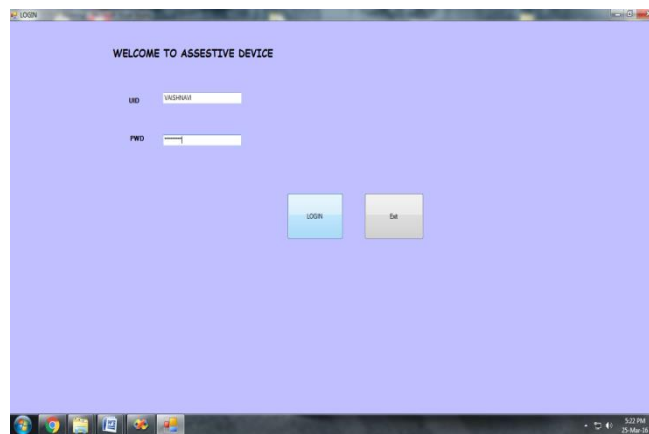 LOGIN
WELCOME TO ASSESTIVE DEVICE
UID VAISHNAVI
PWD
LOGIN Exit
5:22 PM
25-Mar-16